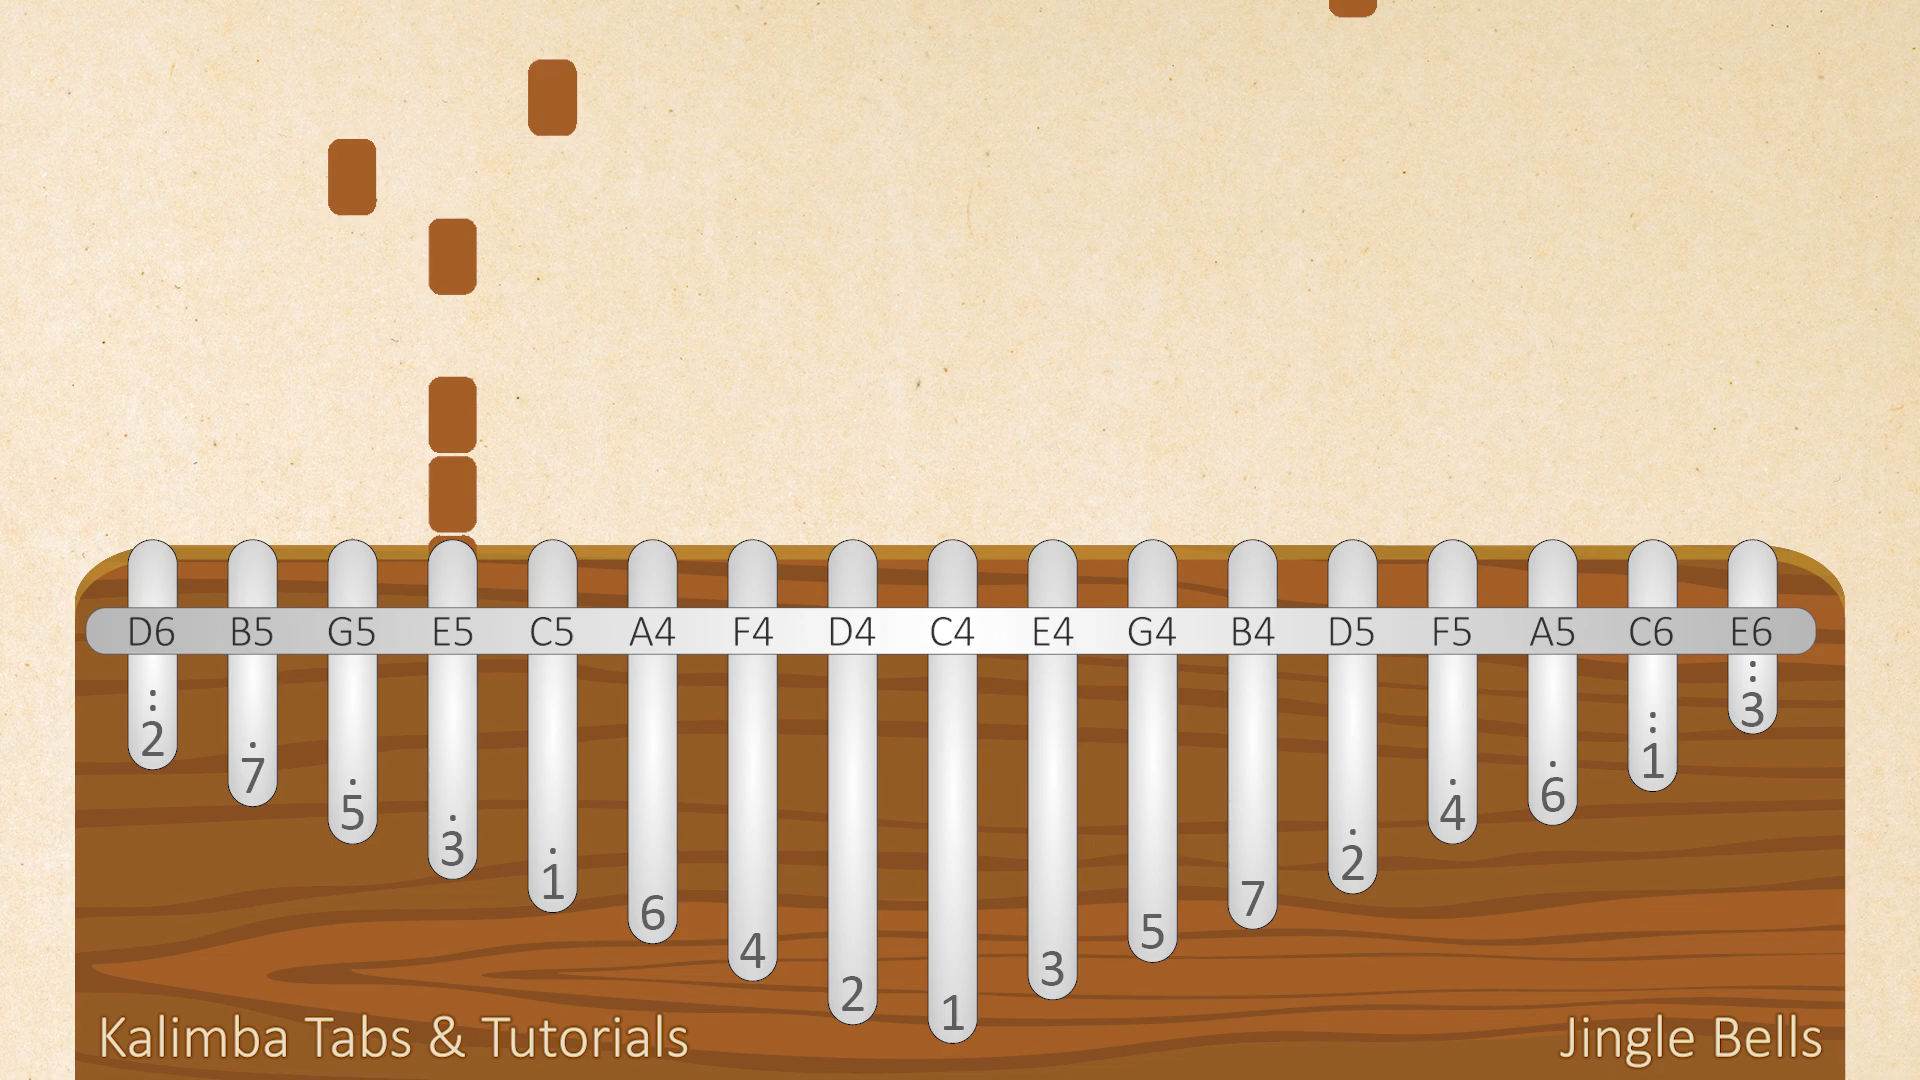 D6 B5 G5 E5 C5 A4 F4 D4 C4 E4 G4 B4 D5 F5 A5 C6 E6
2̈ 7̇ 5̇ 3̇ 1̇ 6 4 2 1 3 5 7 2̇ 4̇ 6̇ 1̈ 3̈
Kalimba Tabs & Tutorials
Jingle Bells